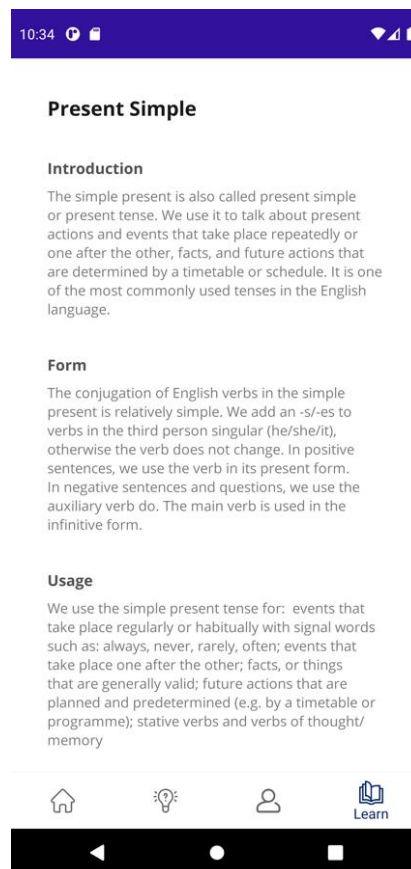 10:34
Present Simple
Introduction
The simple present is also called present simple
or present tense. We use it to talk about present
actions and events that take place repeatedly or
one after the other, facts, and future actions that
are determined by a timetable or schedule. It is one
of the most commonly used tenses in the English
language.
Form
The conjugation of English verbs in the simple
present is relatively simple. We add an -s/-es to
verbs in the third person singular (he/she/it),
otherwise the verb does not change. In positive
sentences, we use the verb in its present form.
In negative sentences and questions, we use the
auxiliary verb do. The main verb is used in the
infinitive form.
Usage
We use the simple present tense for:  events that
take place regularly or habitually with signal words
such as: always, never, rarely, often; events that
take place one after the other; facts, or things
that are generally valid; future actions that are
planned and predetermined (e.g. by a timetable or
programme); stative verbs and verbs of thought/
memory
Learn